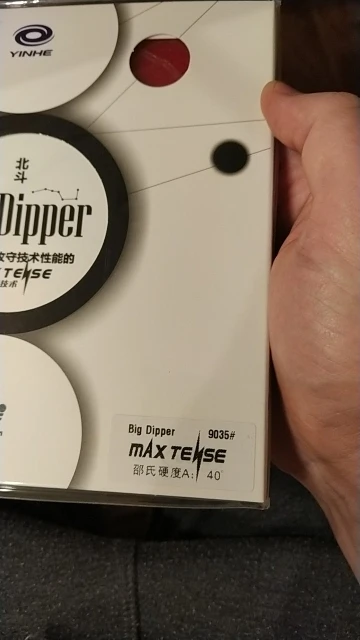 YINHE
北
斗
Dipper
攻守技术性能的
TENSE
技术
Big Dipper 9035#
MAX TENSE
邵氏硬度A: 40°